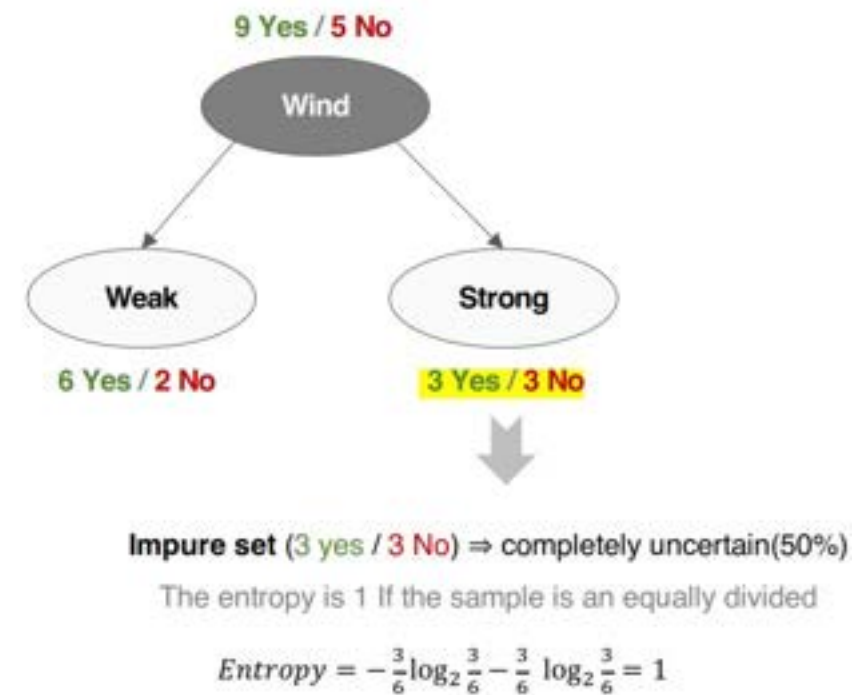 9 Yes / 5 No
Wind
Weak
Strong
6 Yes / 2 No
3 Yes / 3 No
Impure set (3 yes / 3 No) ⇒ completely uncertain(50%)
The entropy is 1 If the sample is an equally divided
Entropy = − 3/6 log₂ 3/6 − 3/6 log₂ 3/6 = 1